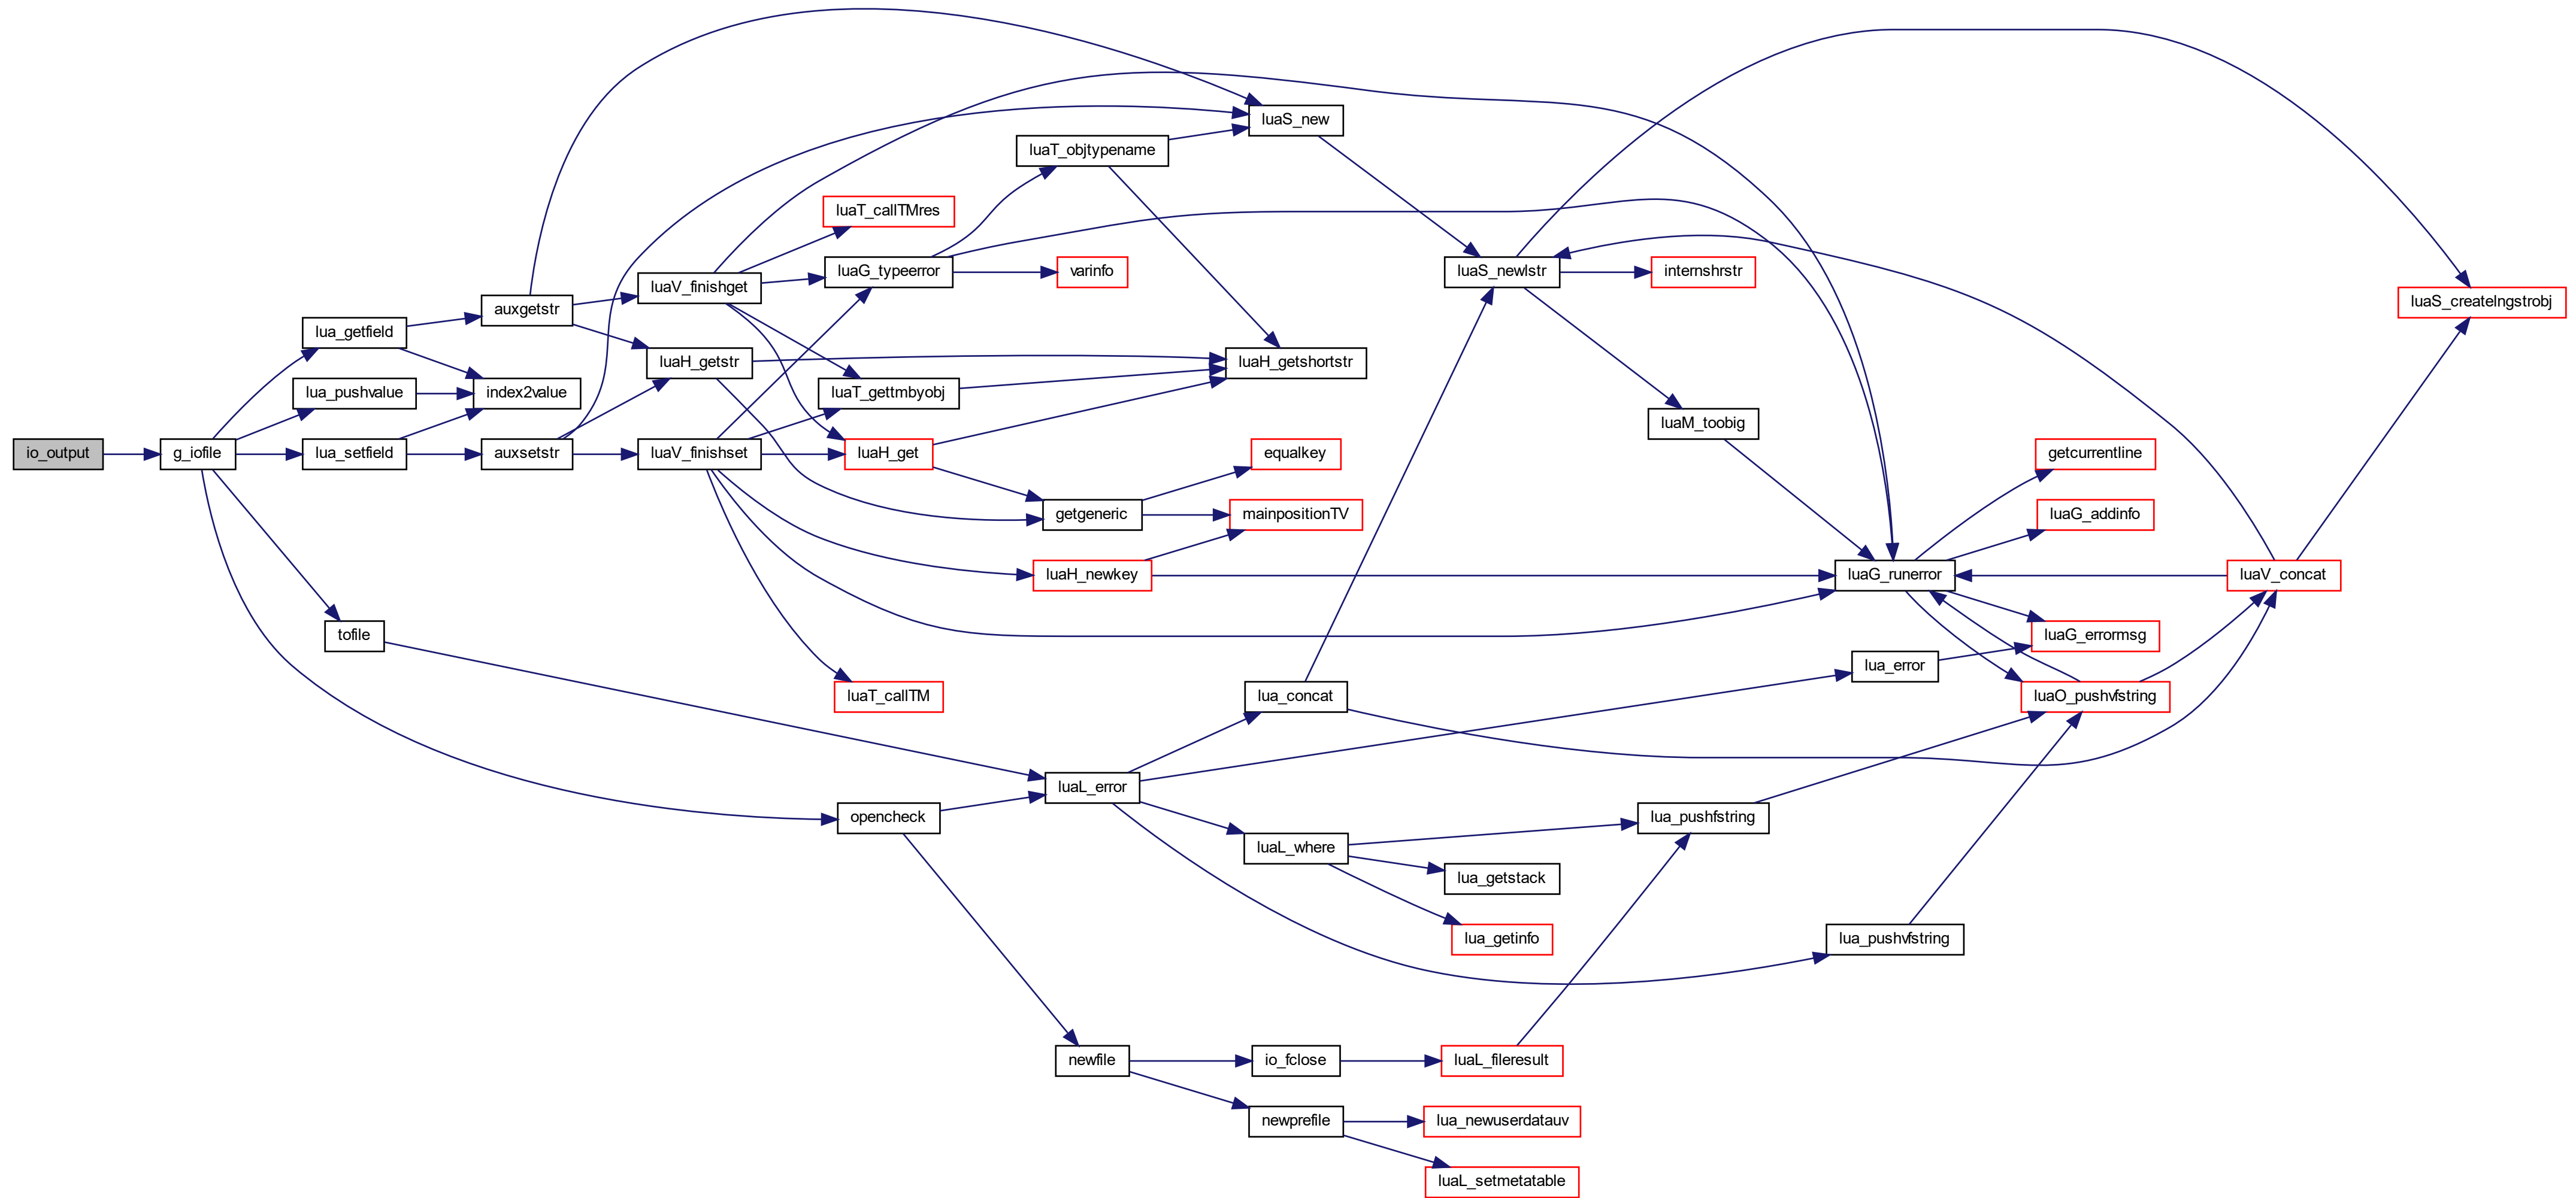 io_output
g_iofile
lua_getfield
lua_pushvalue
lua_setfield
tofile
auxgetstr
index2value
auxsetstr
luaV_finishget
luaH_getstr
luaV_finishset
luaT_callTMres
luaG_typeerror
luaT_gettmbyobj
luaH_get
luaT_callTM
opencheck
luaT_objtypename
varinfo
getgeneric
luaH_newkey
luaL_error
newfile
luaS_new
luaH_getshortstr
equalkey
mainpositionTV
lua_concat
luaL_where
io_fclose
newprefile
luaS_newlstr
lua_getstack
lua_getinfo
luaL_fileresult
lua_newuserdatauv
luaL_setmetatable
internshrstr
luaM_toobig
lua_pushfstring
luaG_runerror
lua_error
lua_pushvfstring
getcurrentline
luaG_addinfo
luaG_errormsg
luaO_pushvfstring
luaV_concat
luaS_createlngstrobj